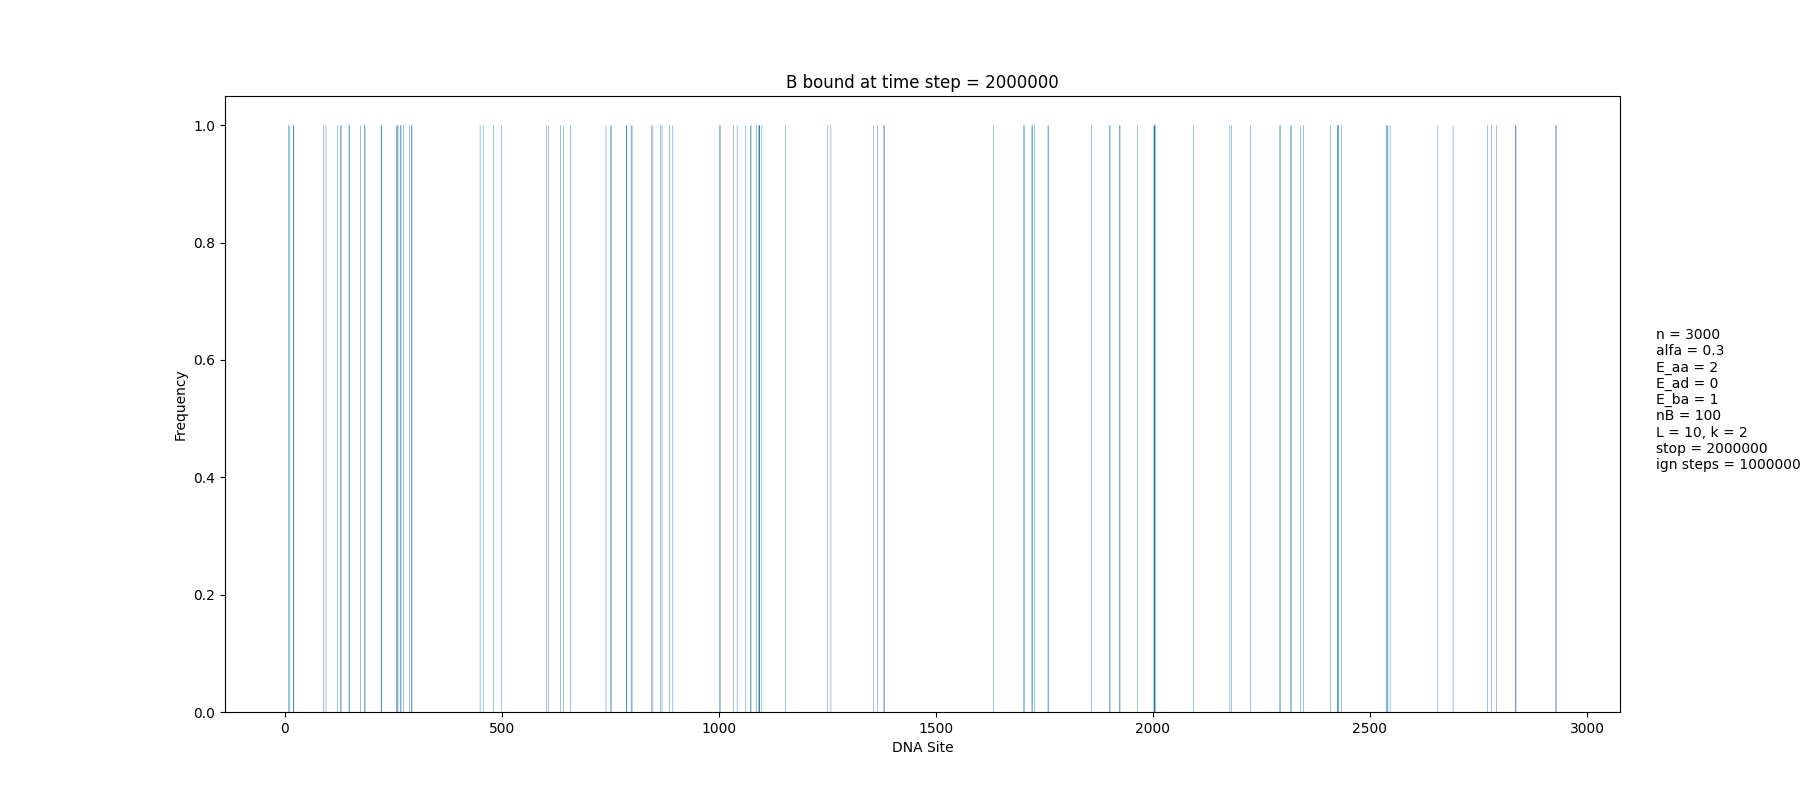 B bound at time step = 2000000
1.0
0.8
0.6
0.4
0.2
0.0
Frequency
0 500 1000 1500 2000 2500 3000
DNA Site
n = 3000
alfa = 0.3
E_aa = 2
E_ad = 0
E_ba = 1
nB = 100
L = 10, k = 2
stop = 2000000
ign steps = 1000000